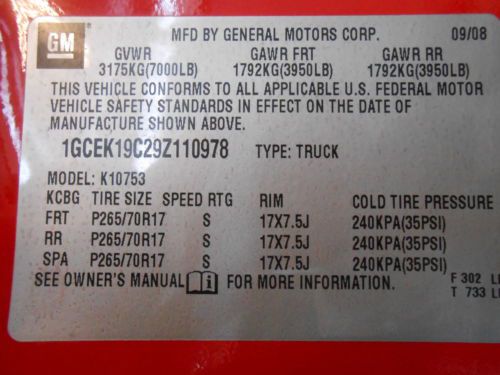 GM
MFD BY GENERAL MOTORS CORP. 09/08
GVWR GAWR FRT GAWR RR
3175KG(7000LB) 1792KG(3950LB) 1792KG(3950LB)
THIS VEHICLE CONFORMS TO ALL APPLICABLE U.S. FEDERAL MOTOR
VEHICLE SAFETY STANDARDS IN EFFECT ON THE DATE OF
MANUFACTURE SHOWN ABOVE.
1GCEK19C29Z110978 TYPE: TRUCK
MODEL: K10753
KCBG TIRE SIZE SPEED RTG RIM COLD TIRE PRESSURE
FRT P265/70R17 S 17X7.5J 240KPA(35PSI)
RR P265/70R17 S 17X7.5J 240KPA(35PSI)
SPA P265/70R17 S 17X7.5J 240KPA(35PSI)
SEE OWNER'S MANUAL i FOR MORE INFORMATION.
F 302
T 733